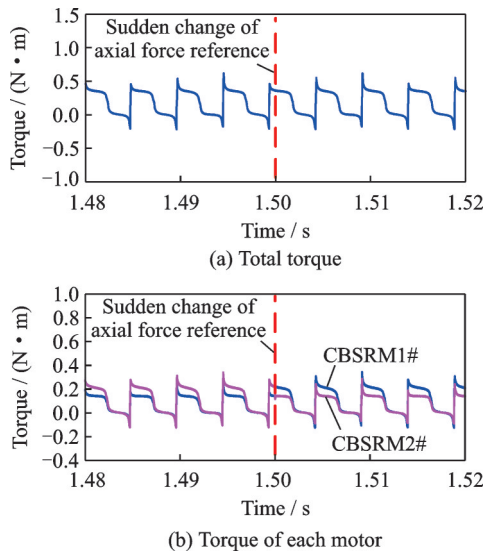 1.5
Sudden change of
axial force reference
1.0
0.5
0.0
−0.5
−1.0
Torque / (N • m)
1.48 1.49 1.50 1.51 1.52
Time / s
(a) Total torque
1.0
Sudden change of
axial force reference
0.8
0.6
0.4
CBSRM1#
0.2
0.0
CBSRM2#
−0.2
−0.4
Torque / (N • m)
1.48 1.49 1.50 1.51 1.52
Time / s
(b) Torque of each motor